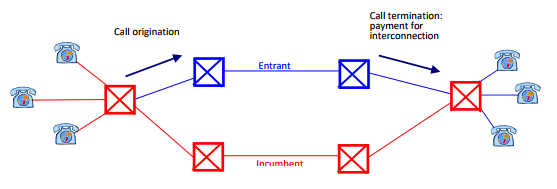 Call origination
Call termination:
payment for
interconnection
Entrant
Incumbent